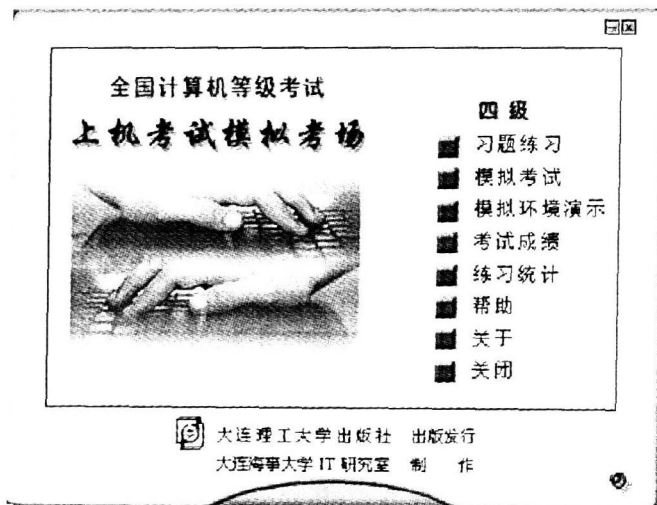 全国计算机等级考试
上机考试模拟考场
四级
习题练习
模拟考试
模拟环境演示
考试成绩
练习统计
帮助
关于
关闭
大连理工大学出版社 出版发行
大连海事大学 IT 研究室 制 作